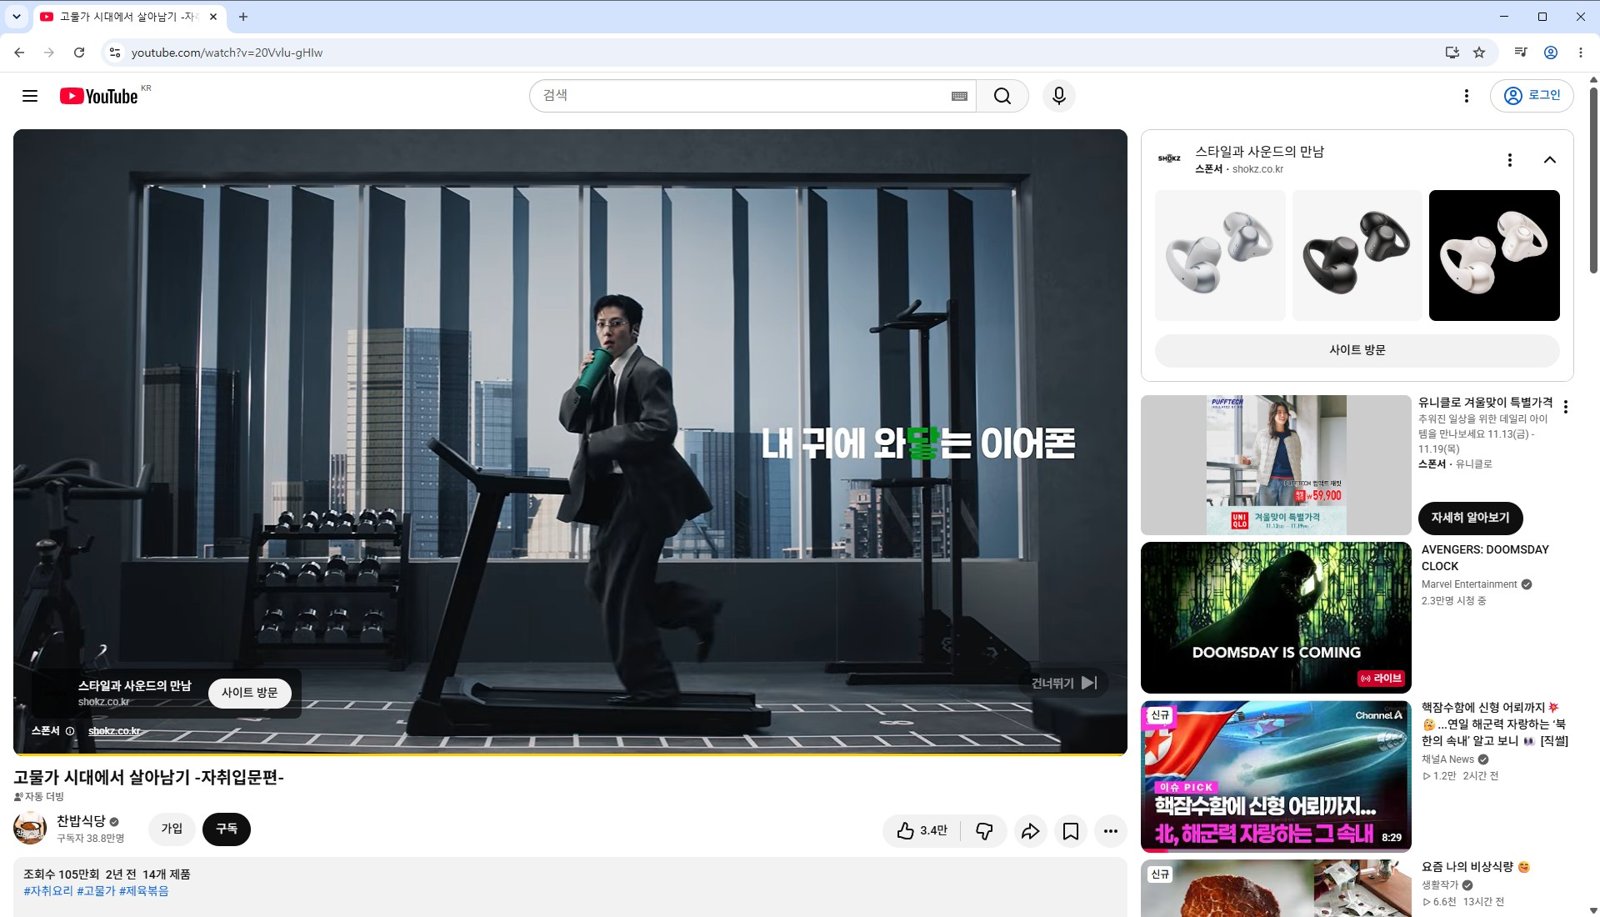 고물가 시대에서 살아남기 -자취
youtube.com/watch?v=20Vvlu-gHIw
YouTube KR
검색
로그인
내 귀에 와닿는 이어폰
스타일과 사운드의 만남
shokz.co.kr
사이트 방문
건너뛰기
스폰서
shokz.co.kr
고물가 시대에서 살아남기 -자취입문편-
자동 더빙
찬밥식당
구독자 38.8만명
가입
구독
3.4만
조회수 105만회 2년 전 14개 제품
#자취요리 #고물가 #제육볶음
SHOKZ
스타일과 사운드의 만남
스폰서 · shokz.co.kr
사이트 방문
PUFFTECH
₩59,900
UNIQLO
겨울맞이 특별가격
유니클로 겨울맞이 특별가격
추워진 일상을 위한 데일리 아이
템을 만나보세요 11.13(금) -
11.19(목)
스폰서 · 유니클로
자세히 알아보기
DOOMSDAY IS COMING
라이브
AVENGERS: DOOMSDAY
CLOCK
Marvel Entertainment
2.3만명 시청 중
신규
Channel A
이슈 PICK
핵잠수함에 신형 어뢰까지...
北, 해군력 자랑하는 그 속내
8:29
핵잠수함에 신형 어뢰까지💥
🫣...연일 해군력 자랑하는 ‘북
한의 속내’ 알고 보니 👀 [직썰]
채널A News
1.2만 2시간 전
신규
요즘 나의 비상식량 😋
생활작가
6.6천 13시간 전